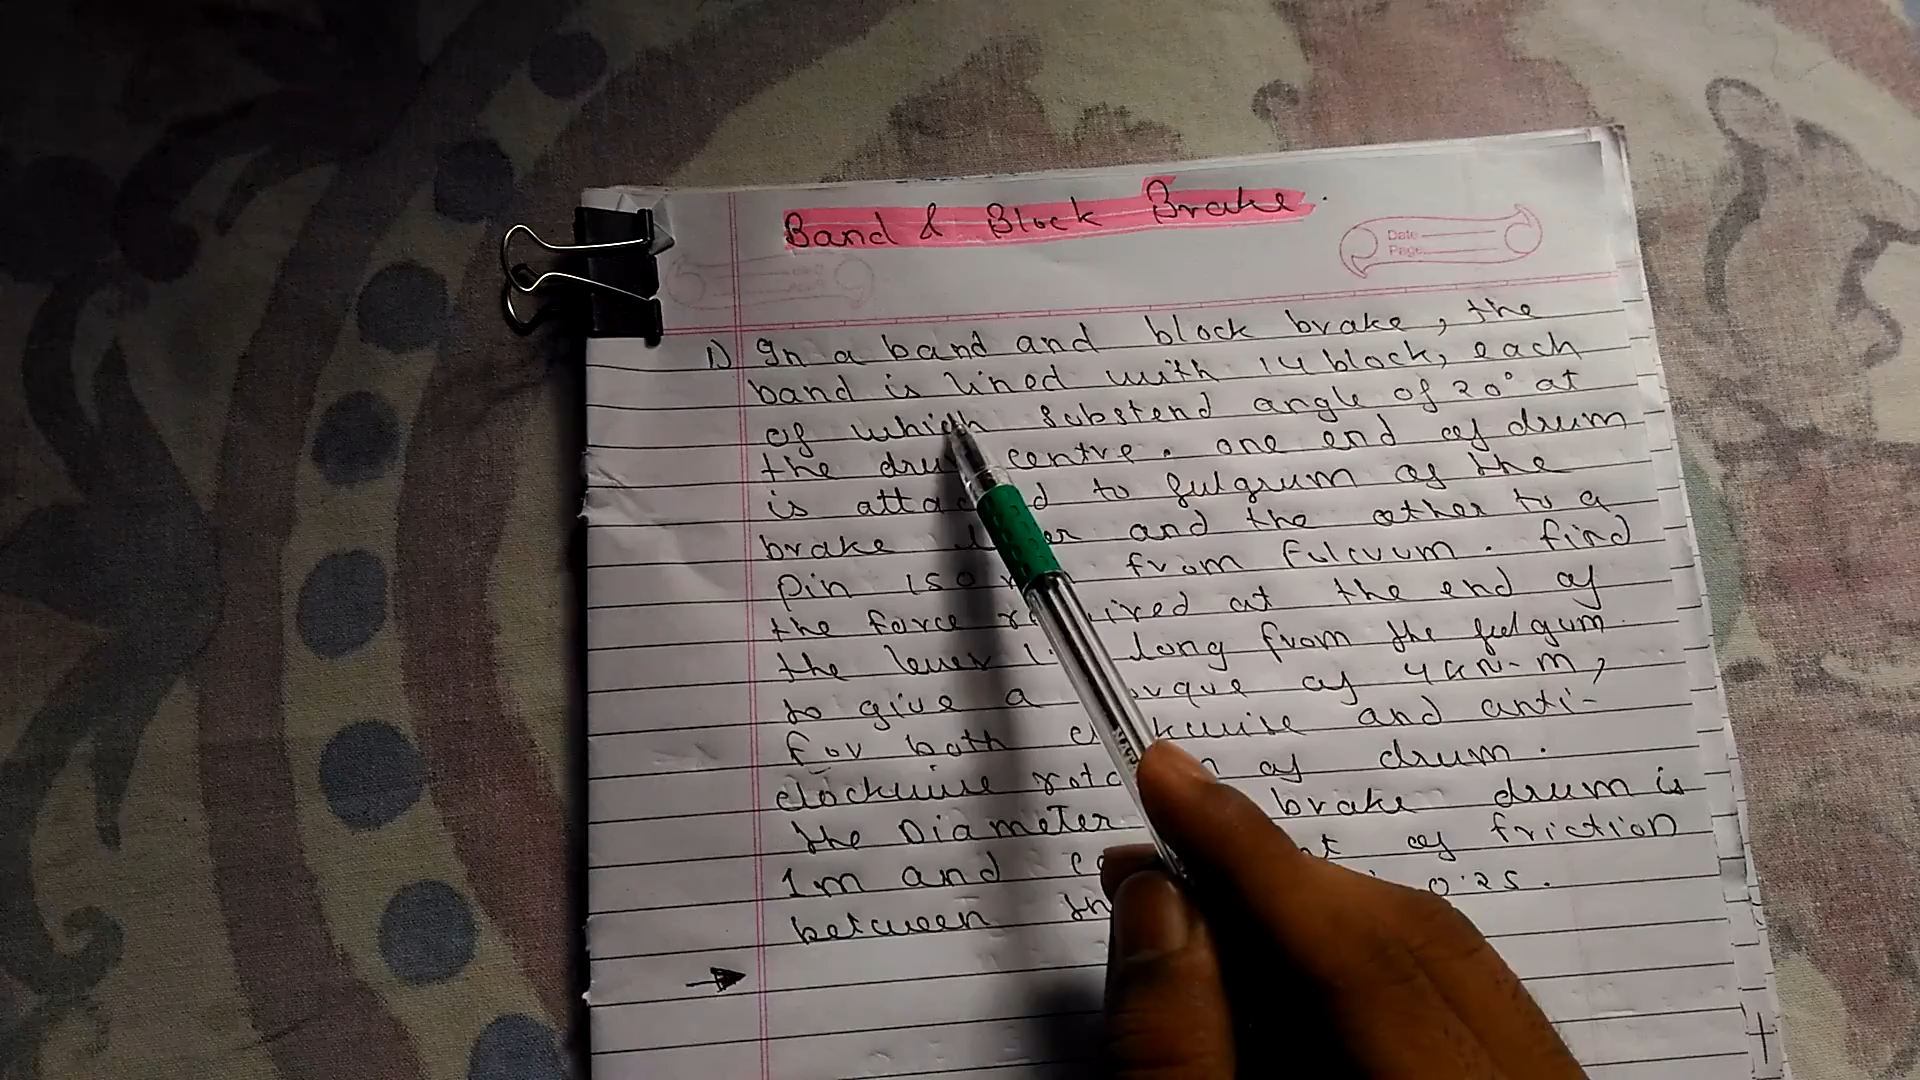 Band & Block Brake.
Date
Page
1) In a band and block brake, the
band is lined with 14 block, each
of which substend angle of 20° at
the centre. one end of drum
is to fulgrum of the
brake and the other to a
pin 150 from fulcrum. find
the force at the end of
the lever long from the fulgum
to give a of 4kN-m,
for both and anti-
clockwise of drum.
the Diameter brake drum is
1m and of friction
between 0.25.